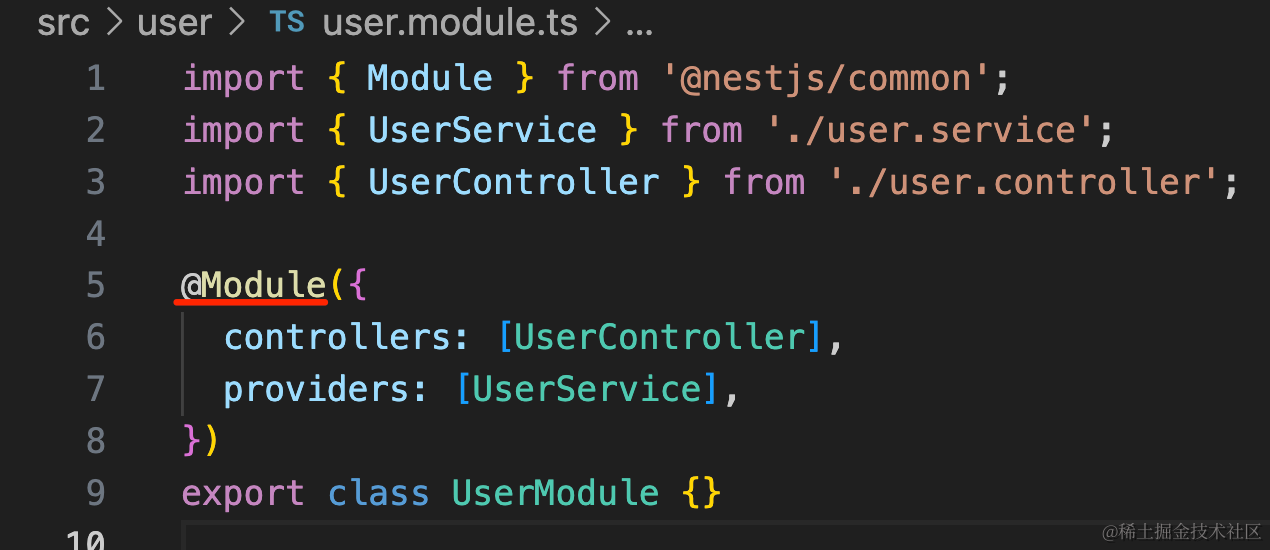 src > user > TS user.module.ts > ...
1 import { Module } from '@nestjs/common';
2 import { UserService } from './user.service';
3 import { UserController } from './user.controller';
4
5 @Module({
6   controllers: [UserController],
7   providers: [UserService],
8 })
9 export class UserModule {}
10
@稀土掘金技术社区